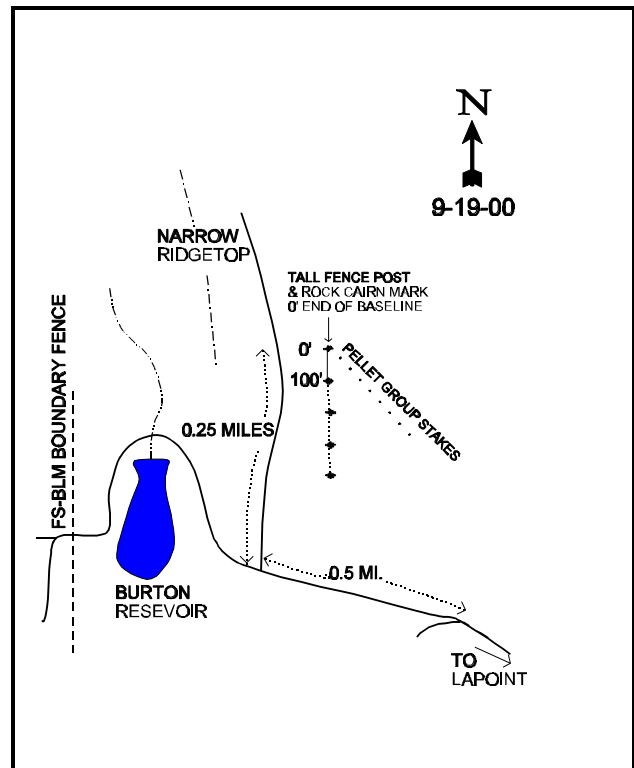 N
9-19-00
NARROW
RIDGETOP
TALL FENCE POST
& ROCK CAIRN MARK
0' END OF BASELINE
0'
100'
PELLET GROUP STAKES
FS-BLM BOUNDARY FENCE
0.25 MILES
0.5 MI.
BURTON
RESEVOIR
TO
LAPOINT